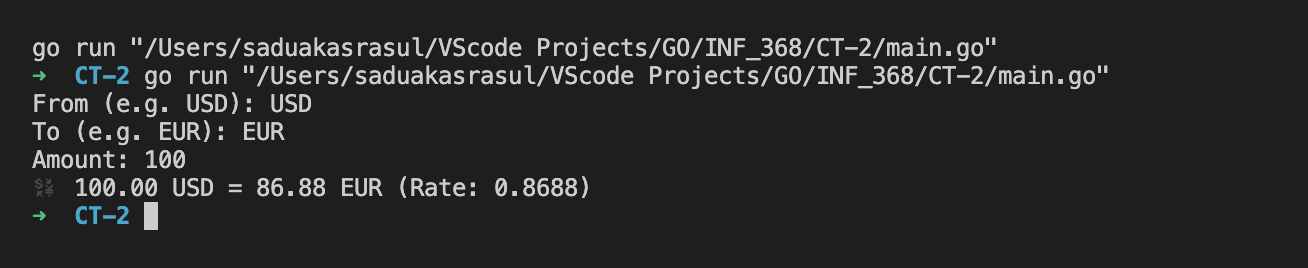 go run "/Users/saduakasrasul/VScode Projects/GO/INF_368/CT-2/main.go"
➜ CT-2 go run "/Users/saduakasrasul/VScode Projects/GO/INF_368/CT-2/main.go"
From (e.g. USD): USD
To (e.g. EUR): EUR
Amount: 100
💱 100.00 USD = 86.88 EUR (Rate: 0.8688)
➜ CT-2